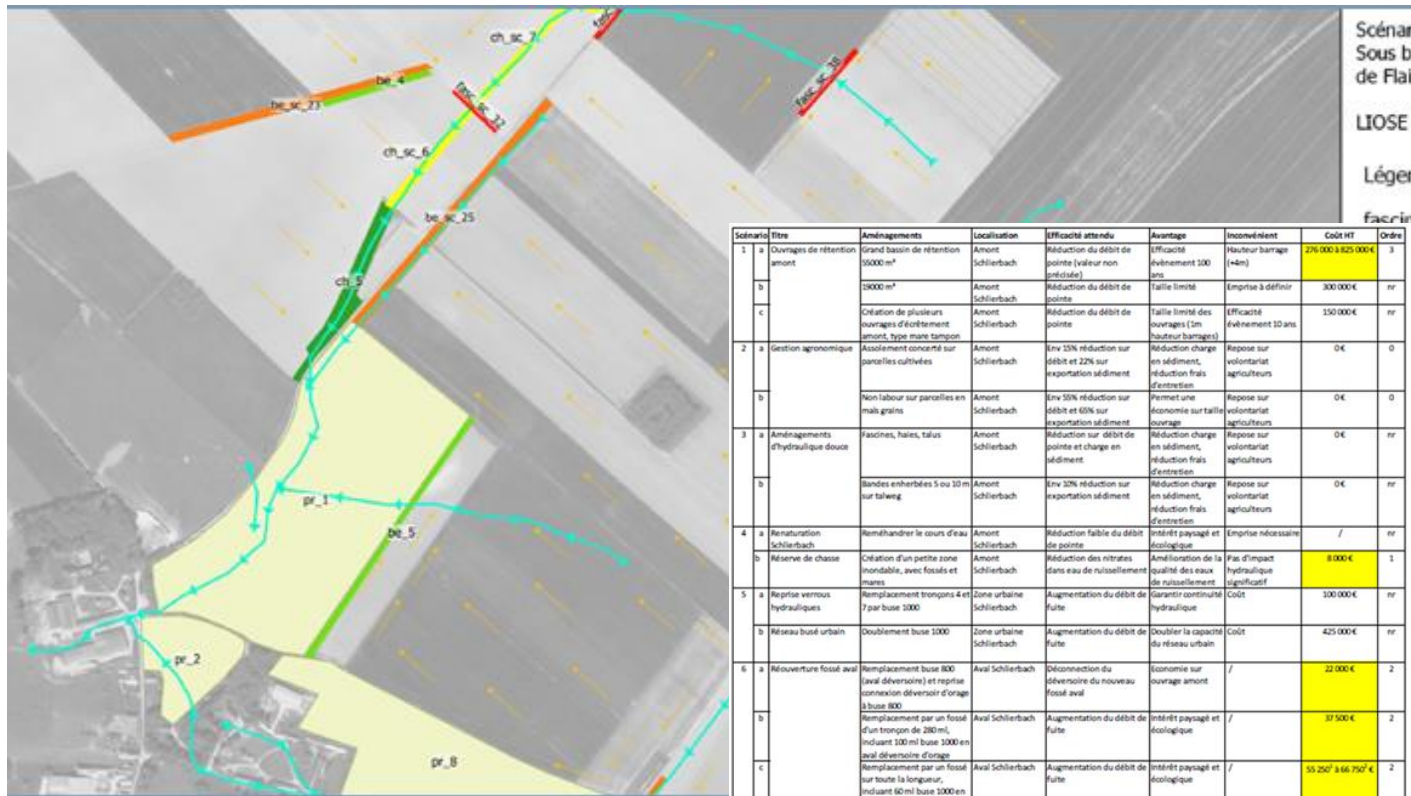 ch_sc_7
fasc
be_4
be_sc_23
fasc_sc_32
fasc_sc_38
ch_sc_6
be_sc_25
ch_5
pr_1
be_5
pr_2
pr_8
Scénar
Sous b
de Flai
LIOSE
Légen
fascin
Scénario Titre Aménagements Localisation Efficacité attendu Avantage Inconvénient Coût HT Ordre
1 a Ouvrages de rétention amont Grand bassin de rétention 55000 m³ Amont Schlierbach Réduction du débit de pointe (valeur non précisée) Efficacité évènement 100 ans Hauteur barrage (+4m) 276 000 à 825 000 € 3
b 19000 m³ Amont Schlierbach Réduction du débit de pointe Taille limité Emprise à définir 300 000 € nr
c Création de plusieurs ouvrages d'écrêtement amont, type mare tampon Amont Schlierbach Réduction du débit de pointe Taille limité des ouvrages (1m hauteur barrages) Efficacité évènement 10 ans 150 000 € nr
2 a Gestion agronomique Assolement concerté sur parcelles cultivées Amont Schlierbach Env 15% réduction sur débit et 22% sur exportation sédiment Réduction charge en sédiment, réduction frais d'entretien Repose sur volontariat agriculteurs 0 € 0
b Non labour sur parcelles en maïs grains Amont Schlierbach Env 55% réduction sur débit et 65% sur exportation sédiment Permet une économie sur taille ouvrage Repose sur volontariat agriculteurs 0 € 0
3 a Aménagements d'hydraulique douce Fascines, haies, talus Amont Schlierbach Réduction sur débit de pointe et charge en sédiment Réduction charge en sédiment, réduction frais d'entretien Repose sur volontariat agriculteurs 0 € nr
b Bandes enherbées 5 ou 10 m sur talweg Amont Schlierbach Env 10% réduction sur exportation sédiment Réduction charge en sédiment, réduction frais d'entretien Repose sur volontariat agriculteurs 0 € nr
4 a Renaturation Schlierbach Reméhandrer le cours d'eau Amont Schlierbach Réduction faible du débit de pointe Intérêt paysagé et écologique Emprise nécessaire / nr
b Réserve de chasse Création d'un petite zone inondable, avec fossés et mares Amont Schlierbach Réduction des nitrates dans eau de ruissellement Amélioration de la qualité des eaux de ruissellement Pas d'impact hydraulique significatif 8 000 € 1
5 a Reprise verrous hydrauliques Remplacement tronçons 4 et 7 par buse 1000 Zone urbaine Schlierbach Augmentation du débit de fuite Garantir continuité hydraulique Coût 100 000 € nr
b Réseau busé urbain Doublement buse 1000 Zone urbaine Schlierbach Augmentation du débit de fuite Doubler la capacité du réseau urbain Coût 425 000 € nr
6 a Réouverture fossé aval Remplacement buse 800 (aval déversoire) et reprise connexion déversoir d'orage à buse 800 Aval Schlierbach Déconnection du déversoire du nouveau fossé aval Economie sur ouvrage amont / 22 000 € 2
b Remplacement par un fossé d'un tronçon de 280 ml, incluant 100 ml buse 1000 en aval déversoire d'orage Aval Schlierbach Augmentation du débit de fuite Intérêt paysagé et écologique / 37 500 € 2
c Remplacement par un fossé sur toute la longueur, incluant 60 ml buse 1000 en Aval Schlierbach Augmentation du débit de fuite Intérêt paysagé et écologique / 55 250¹ à 66 750² € 2